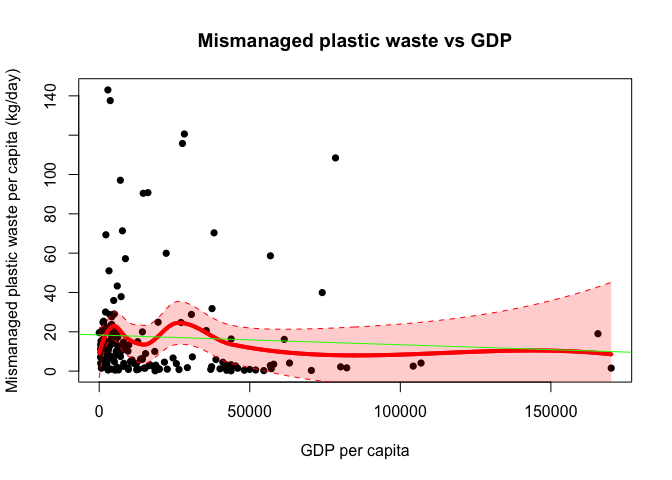 Mismanaged plastic waste vs GDP
Mismanaged plastic waste per capita (kg/day)
140
100
80
60
40
20
0
0 50000 100000 150000
GDP per capita